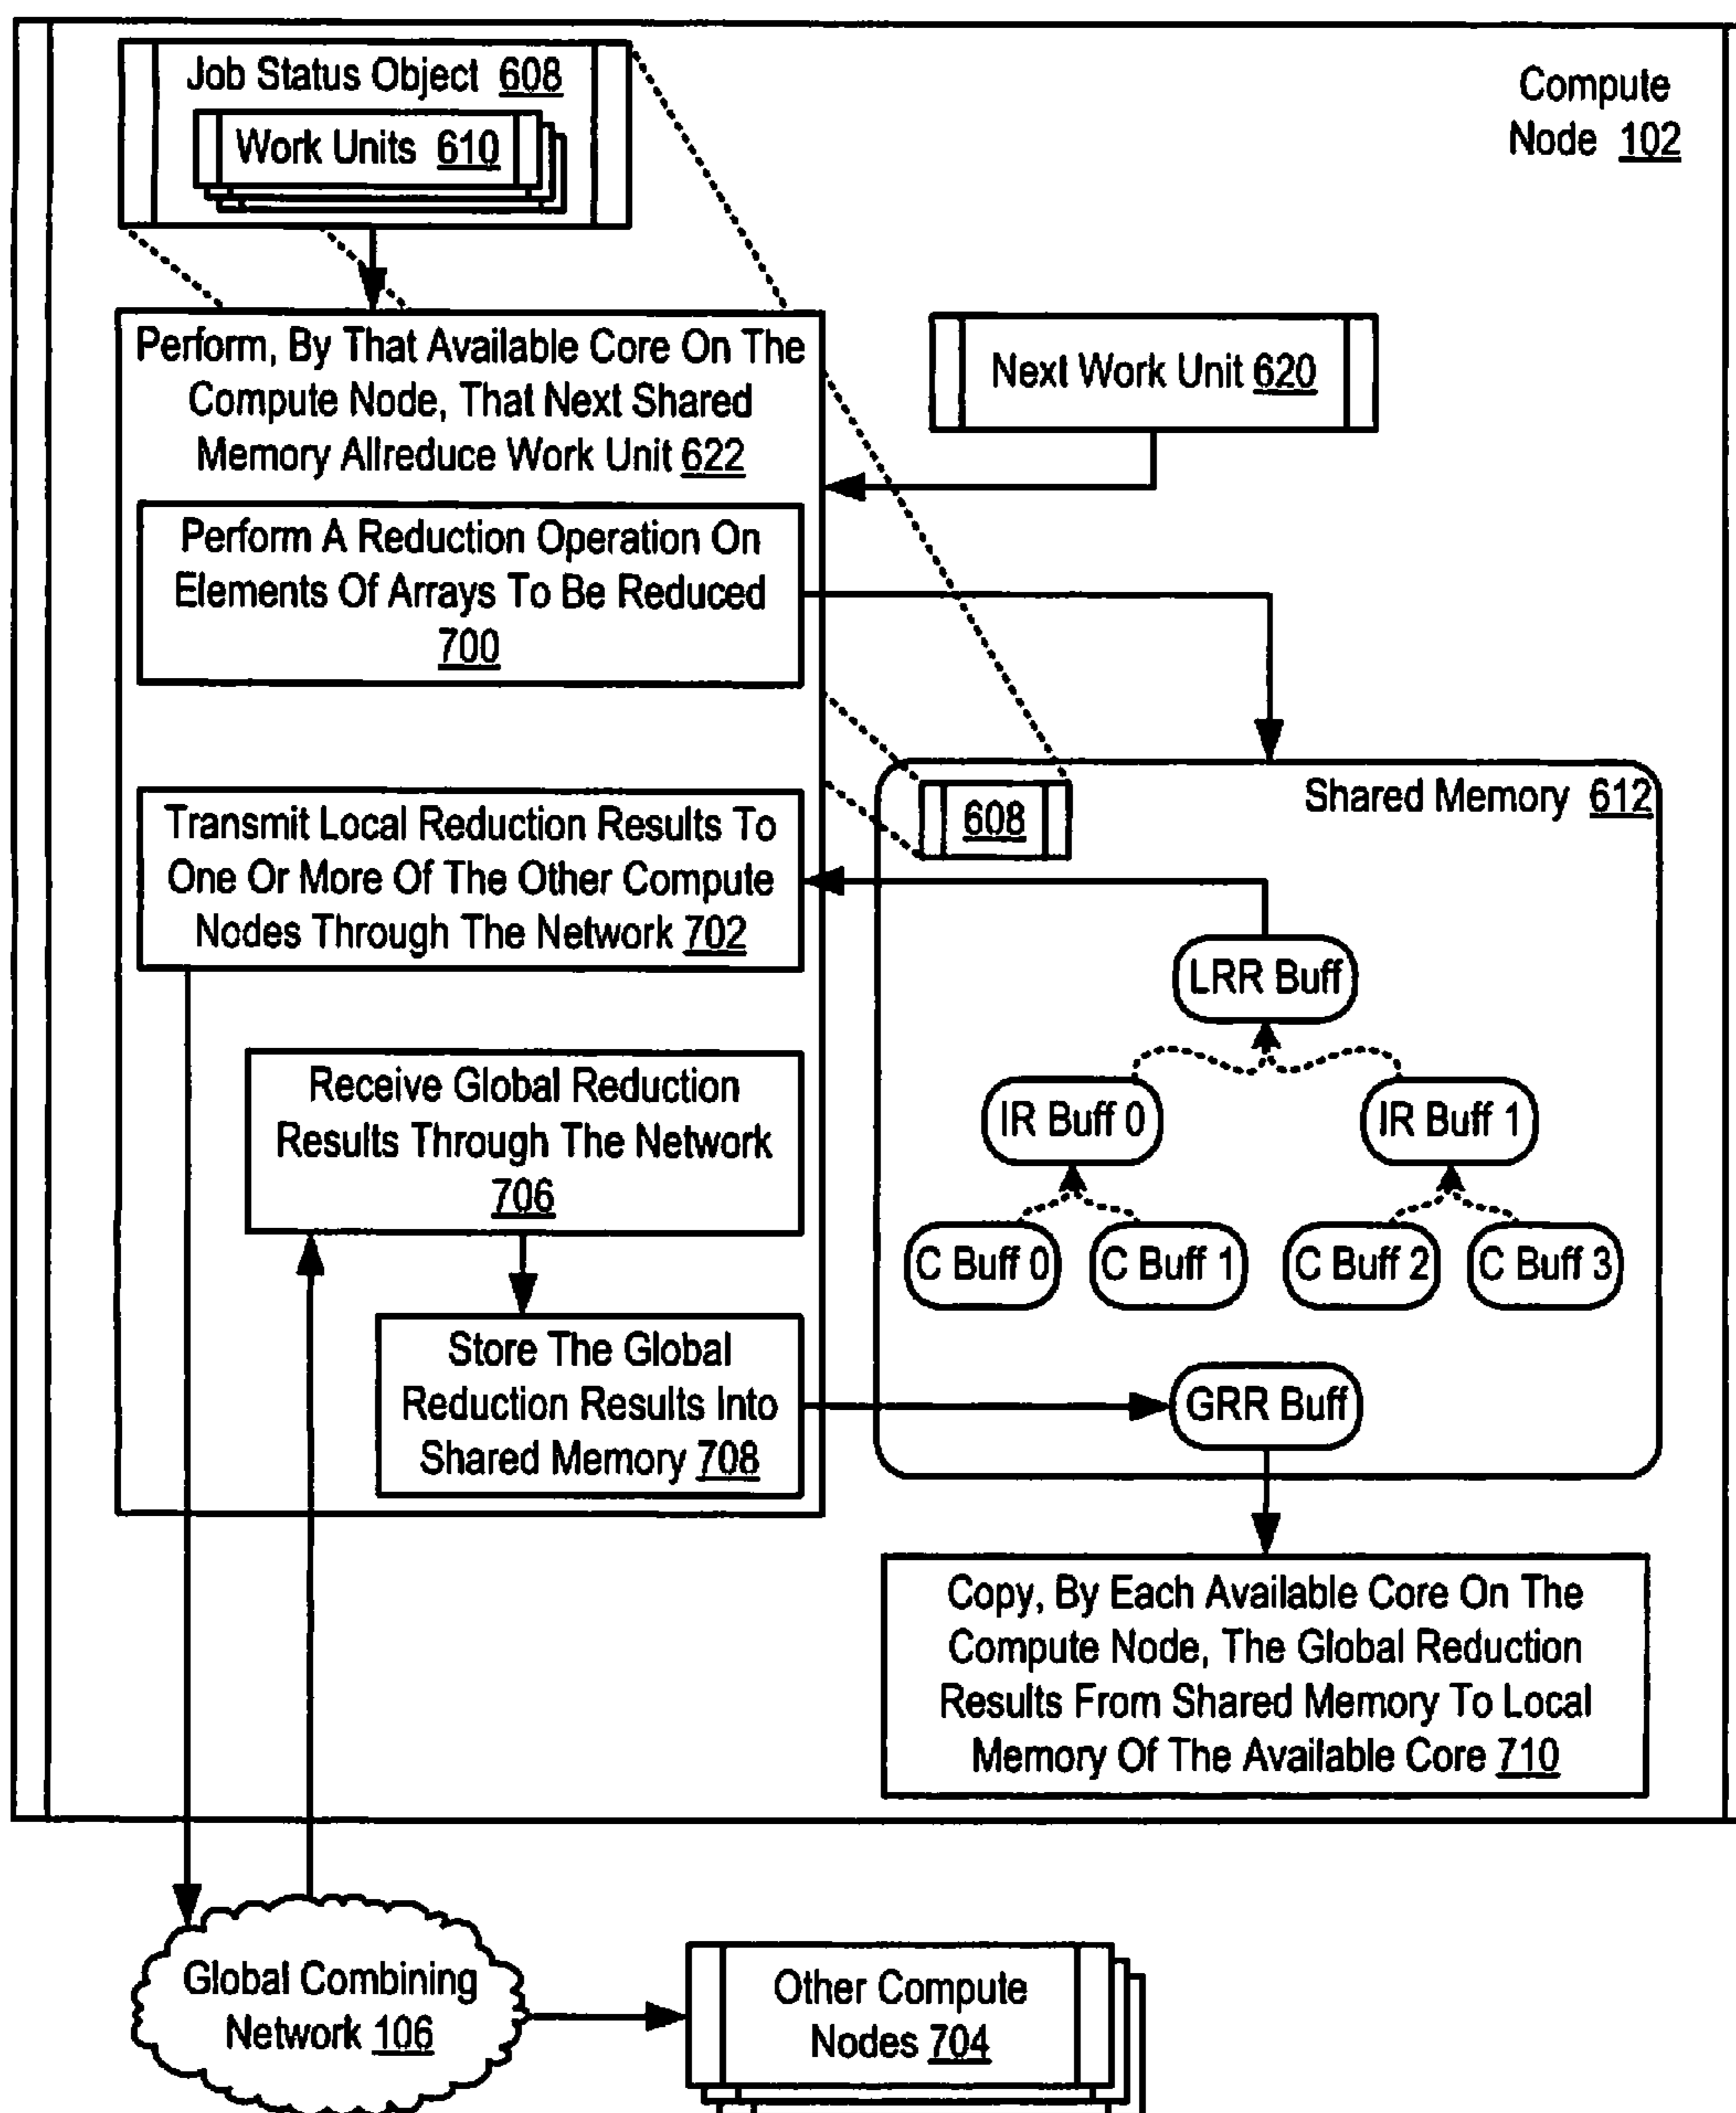 Job Status Object 608
Work Units 610
Compute
Node 102
Perform, By That Available Core On The
Compute Node, That Next Shared
Memory Allreduce Work Unit 622
Next Work Unit 620
Perform A Reduction Operation On
Elements Of Arrays To Be Reduced
700
Shared Memory 612
608
Transmit Local Reduction Results To
One Or More Of The Other Compute
Nodes Through The Network 702
LRR Buff
IR Buff 0
IR Buff 1
C Buff 0
C Buff 1
C Buff 2
C Buff 3
Receive Global Reduction
Results Through The Network
706
Store The Global
Reduction Results Into
Shared Memory 708
GRR Buff
Copy, By Each Available Core On The
Compute Node, The Global Reduction
Results From Shared Memory To Local
Memory Of The Available Core 710
Global Combining
Network 106
Other Compute
Nodes 704